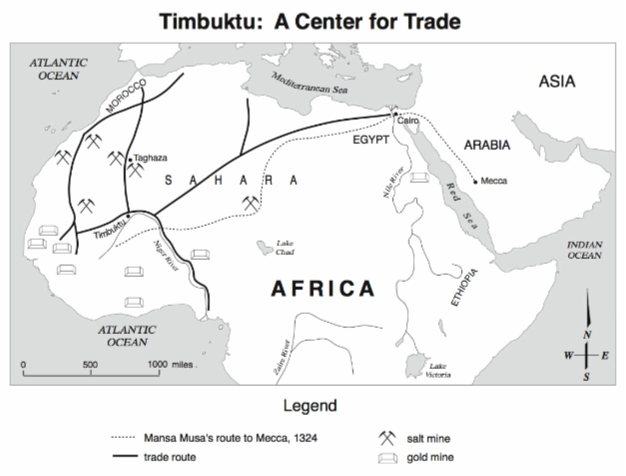 Timbuktu: A Center for Trade
ATLANTIC
OCEAN
ASIA
Mediterranean Sea
MOROCCO
Cairo
EGYPT
ARABIA
Taghaza
SAHARA
Nile River
Mecca
Red Sea
Timbuktu
Niger River
Lake
Chad
INDIAN
OCEAN
AFRICA
ETHIOPIA
ATLANTIC
OCEAN
Zaire River
Lake
Victoria
N
W E
S
0 500 1000 miles
Legend
Mansa Musa's route to Mecca, 1324
trade route
salt mine
gold mine